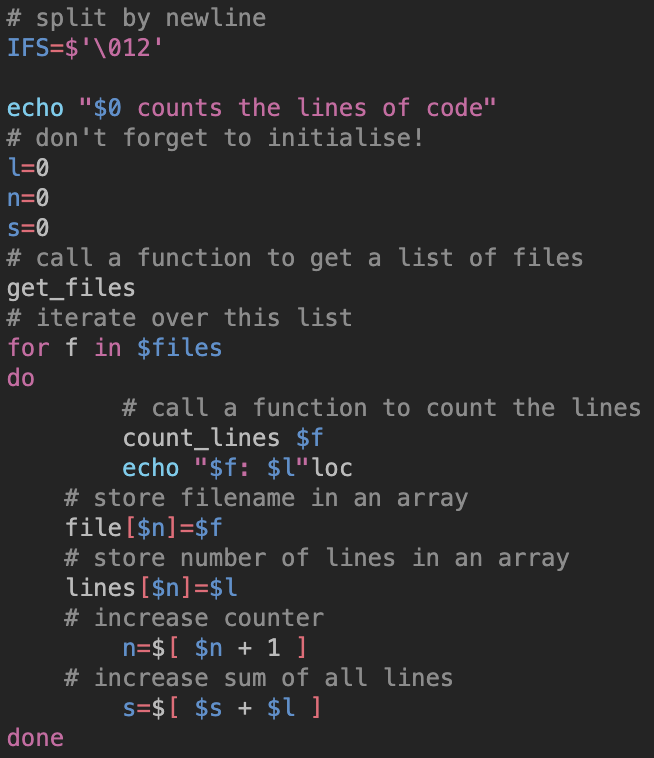 # split by newline
IFS=$'\012'

echo "$0 counts the lines of code"
# don't forget to initialise!
l=0
n=0
s=0
# call a function to get a list of files
get_files
# iterate over this list
for f in $files
do
        # call a function to count the lines
        count_lines $f
        echo "$f: $l"loc
    # store filename in an array
    file[$n]=$f
    # store number of lines in an array
    lines[$n]=$l
    # increase counter
        n=$[ $n + 1 ]
    # increase sum of all lines
        s=$[ $s + $l ]
done